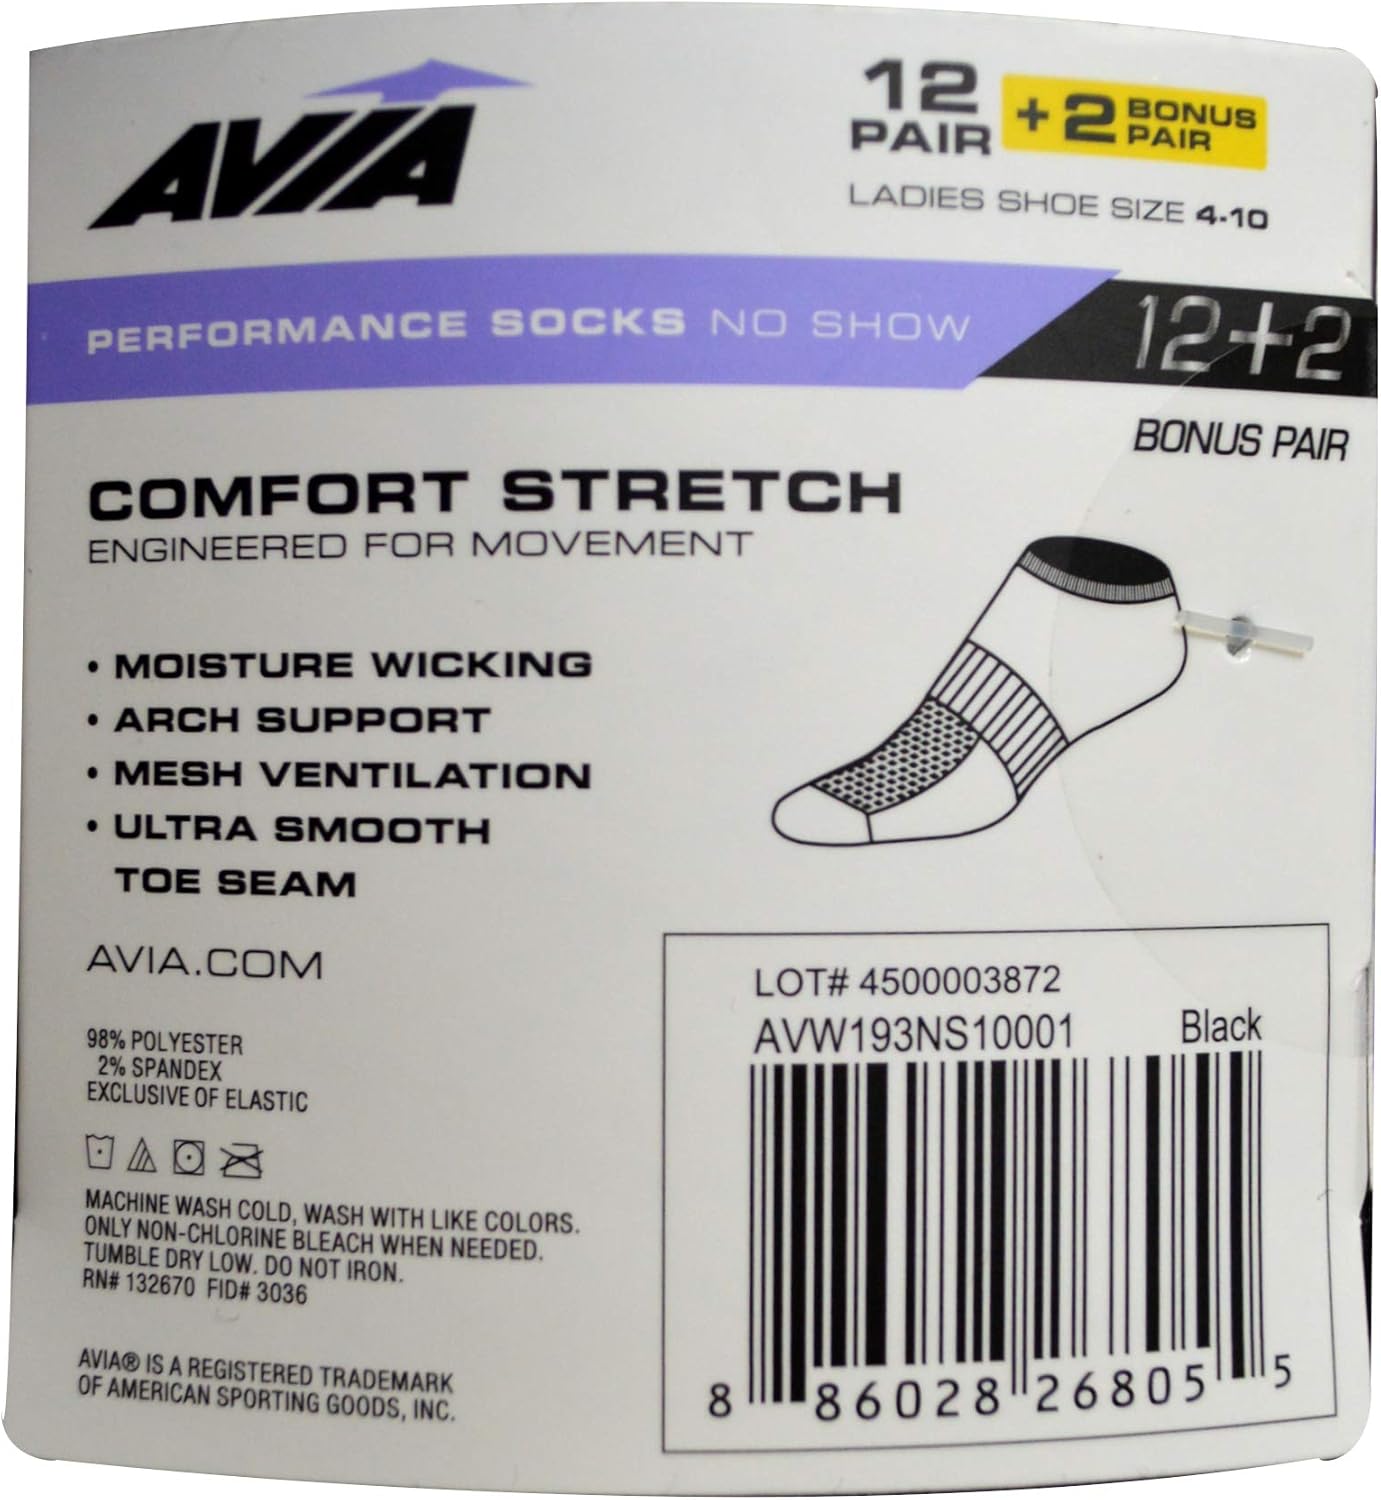 AVIA
12 PAIR + 2 BONUS PAIR
LADIES SHOE SIZE 4-10
PERFORMANCE SOCKS NO SHOW
12+2
BONUS PAIR
COMFORT STRETCH
ENGINEERED FOR MOVEMENT
• MOISTURE WICKING
• ARCH SUPPORT
• MESH VENTILATION
• ULTRA SMOOTH
TOE SEAM
AVIA.COM
98% POLYESTER
2% SPANDEX
EXCLUSIVE OF ELASTIC
MACHINE WASH COLD, WASH WITH LIKE COLORS.
ONLY NON-CHLORINE BLEACH WHEN NEEDED.
TUMBLE DRY LOW. DO NOT IRON.
RN# 132670 FID# 3036
AVIA® IS A REGISTERED TRADEMARK
OF AMERICAN SPORTING GOODS, INC.
LOT# 4500003872
AVW193NS10001 Black
8 86028 26805 5